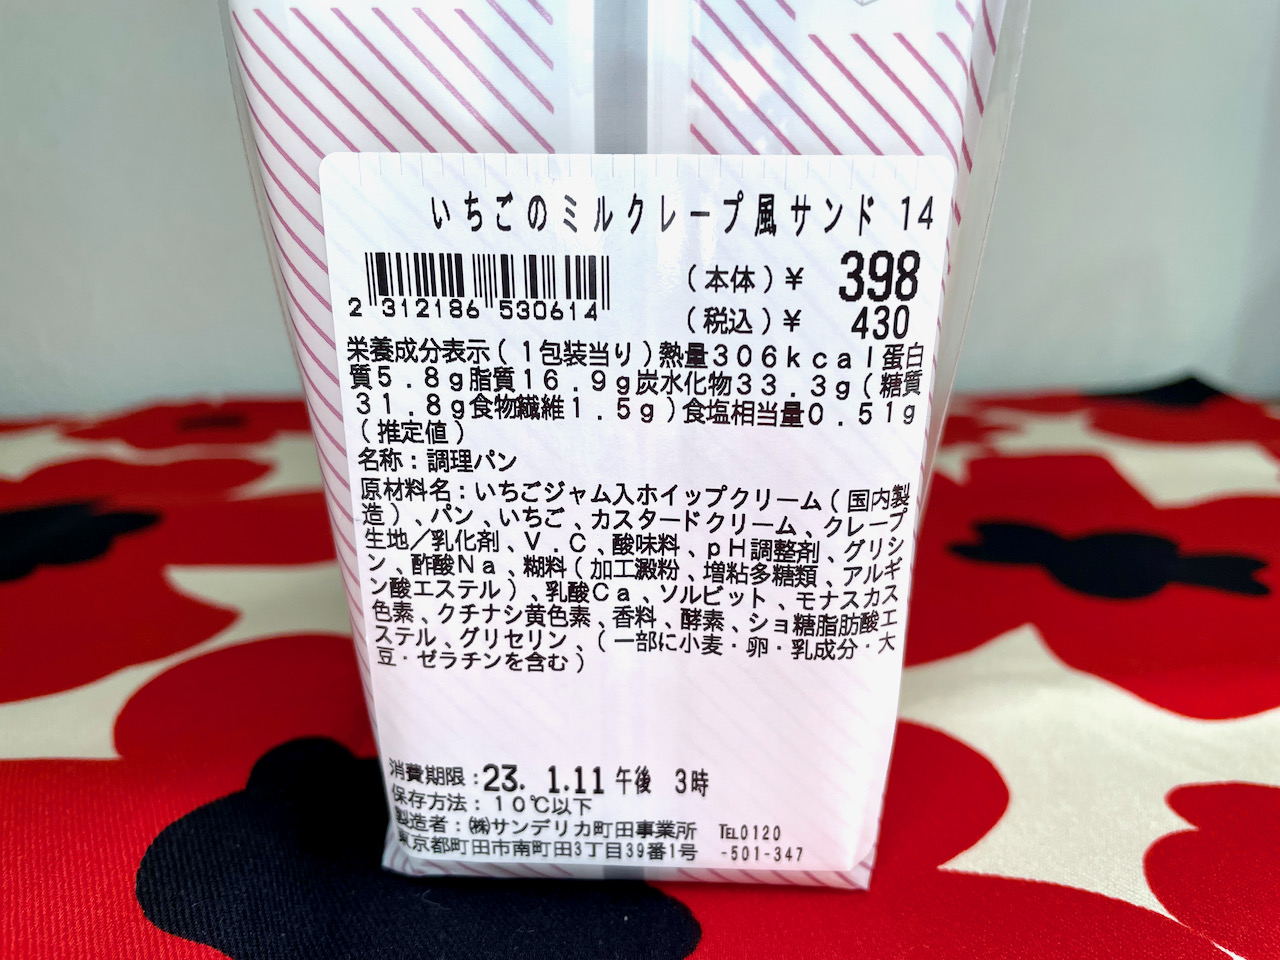 いちごのミルクレープ風サンド 14
(本体)¥ 398
2 312186 530614
(税込)¥ 430
栄養成分表示(1包装当り)熱量306kcal蛋白
質5.8g脂質16.9g炭水化物33.3g(糖質
31.8g食物繊維1.5g)食塩相当量0.51g
(推定値)
名称:調理パン
原材料名:いちごジャム入ホイップクリーム(国内製
造)、パン、いちご、カスタードクリーム、クレープ
生地/乳化剤、V.C、酸味料、pH調整剤、グリシ
ン、酢酸Na、糊料(加工澱粉、増粘多糖類、アルギ
ン酸エステル)、乳酸Ca、ソルビット、モナスカス
色素、クチナシ黄色素、香料、酵素、ショ糖脂肪酸エ
ステル、グリセリン、(一部に小麦・卵・乳成分・大
豆・ゼラチンを含む)
消費期限:23. 1.11 午後 3時
保存方法:10℃以下
製造者:㈱サンデリカ町田事業所 TEL0120
東京都町田市南町田3丁目39番1号 -501-347